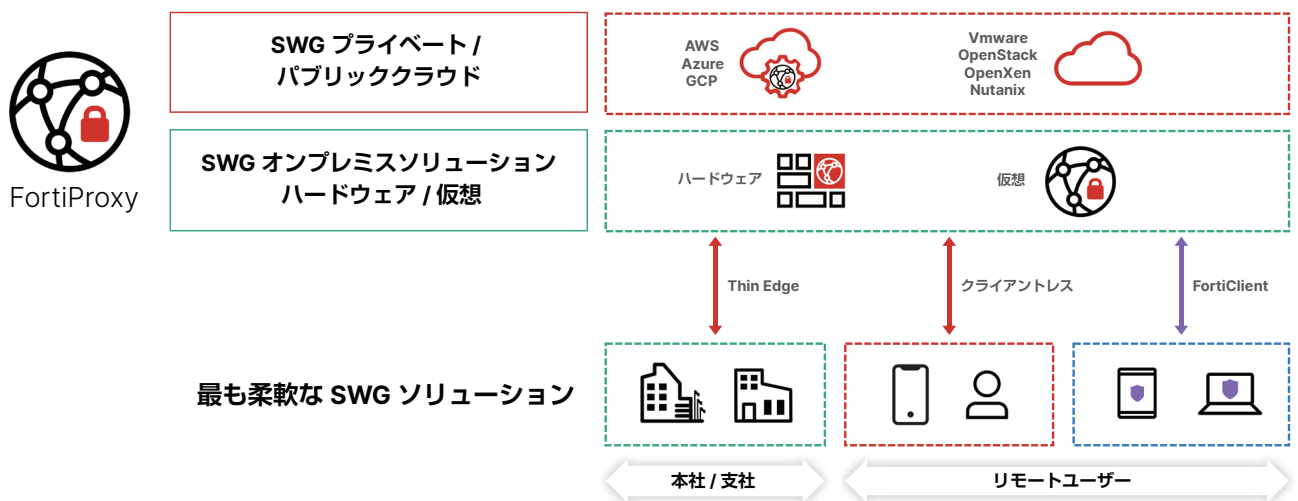 FortiProxy
SWG プライベート /
パブリッククラウド
AWS
Azure
GCP
Vmware
OpenStack
OpenXen
Nutanix
SWG オンプレミスソリューション
ハードウェア / 仮想
ハードウェア
仮想
Thin Edge
クライアントレス
FortiClient
最も柔軟な SWG ソリューション
本社 / 支社
リモートユーザー